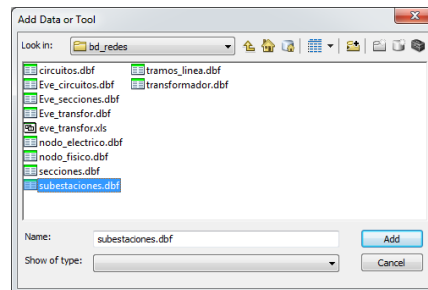 Add Data or Tool
Look in: bd_redes
circuitos.dbf
Eve_circuitos.dbf
Eve_secciones.dbf
Eve_transfor.dbf
eve_transfor.xls
nodo_electrico.dbf
nodo_fisico.dbf
secciones.dbf
subestaciones.dbf
tramos_linea.dbf
transformador.dbf
Name: subestaciones.dbf Add
Show of type: Cancel